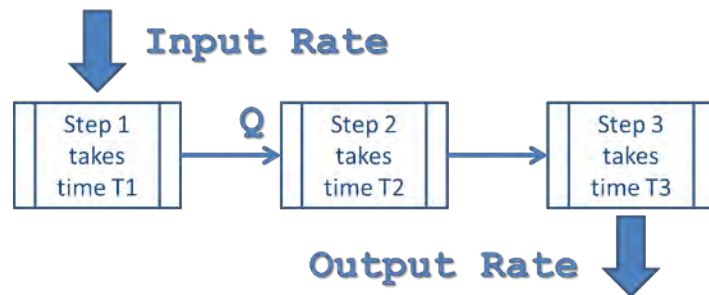 Input Rate
Step 1
takes
time T1
Q
Step 2
takes
time T2
Step 3
takes
time T3
Output Rate